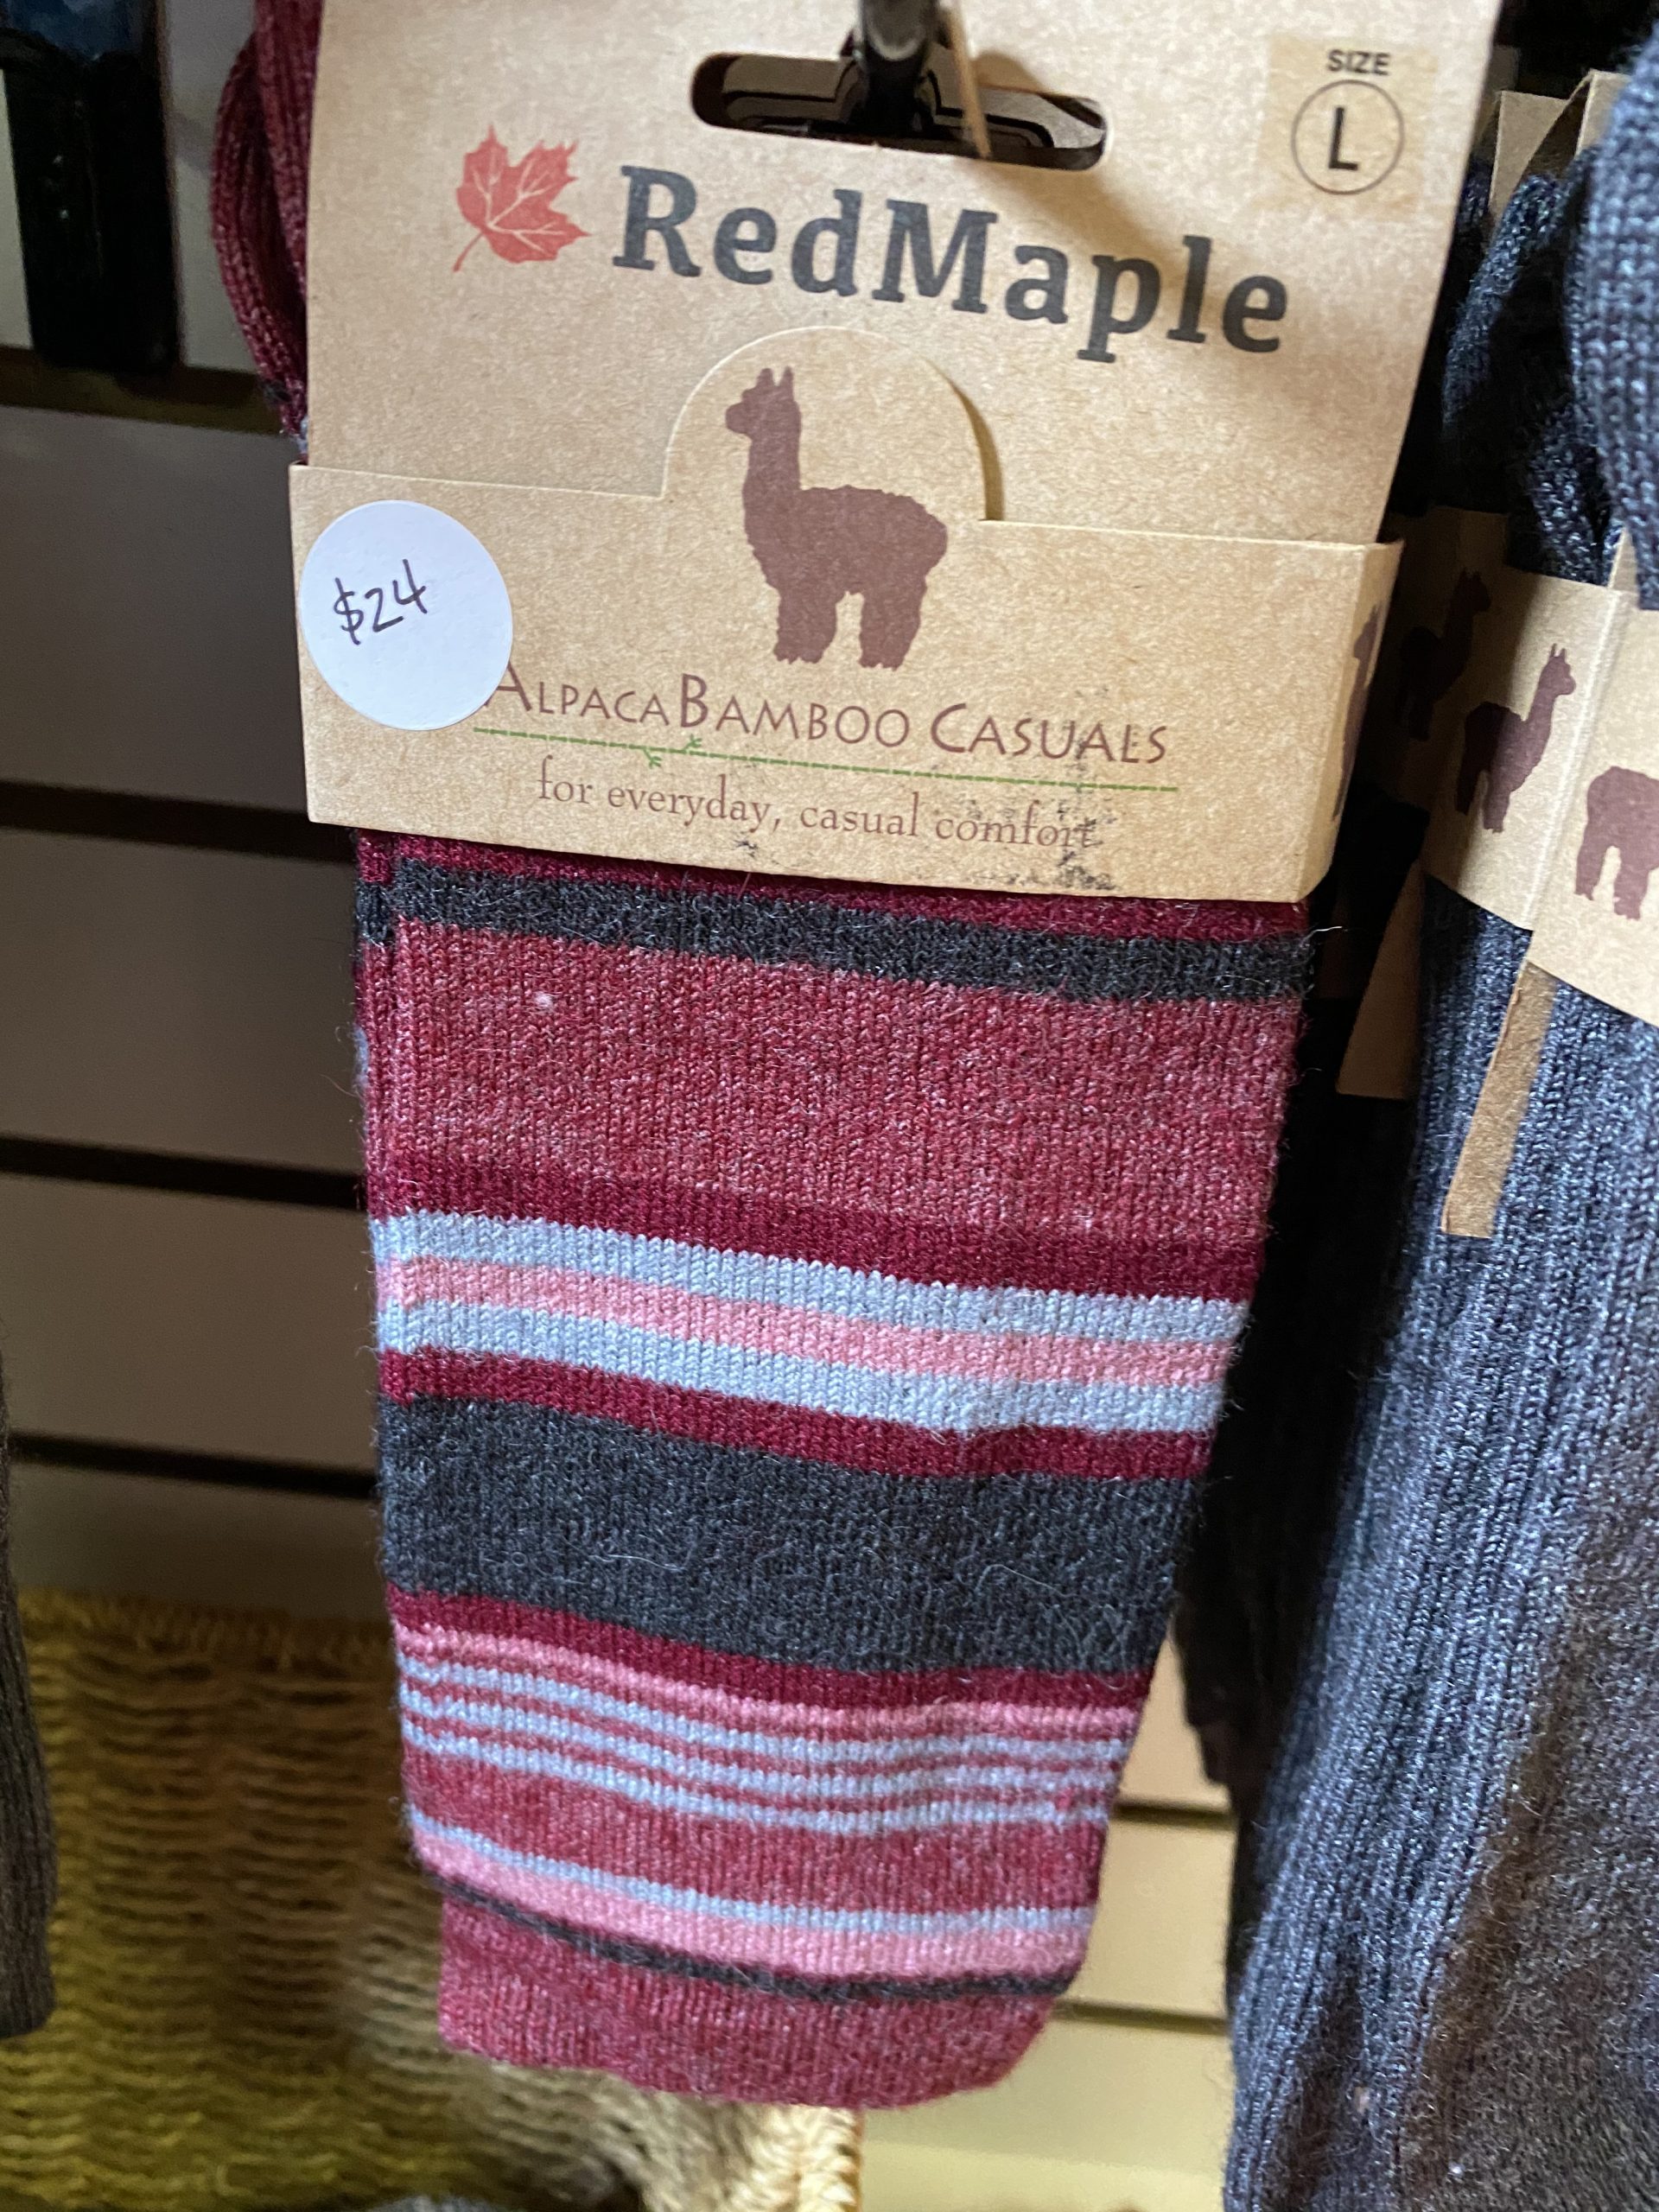 SIZE
L
RedMaple
$24
ALPACABAMBOO CASUALS
for everyday, casual comfort